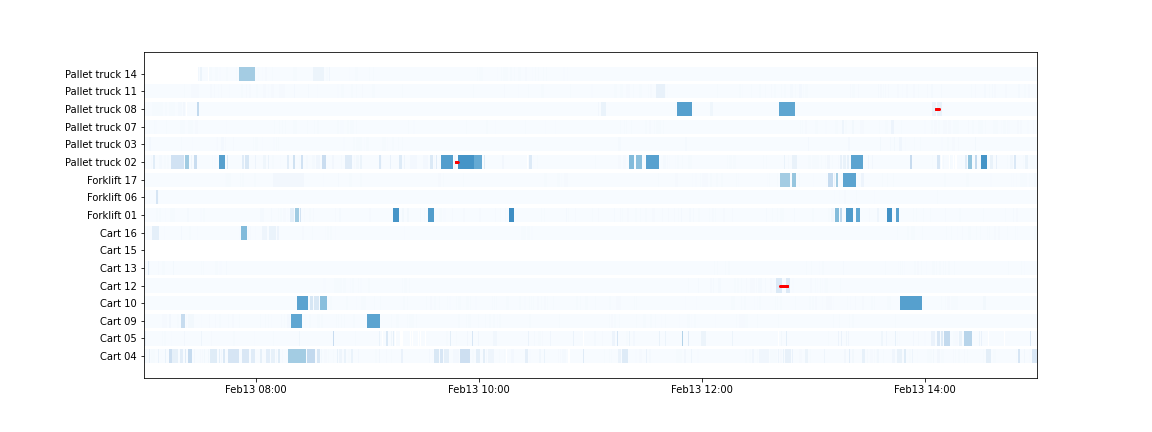 Pallet truck 14
Pallet truck 11
Pallet truck 08
Pallet truck 07
Pallet truck 03
Pallet truck 02
Forklift 17
Forklift 06
Forklift 01
Cart 16
Cart 15
Cart 13
Cart 12
Cart 10
Cart 09
Cart 05
Cart 04
Feb13 08:00 Feb13 10:00 Feb13 12:00 Feb13 14:00